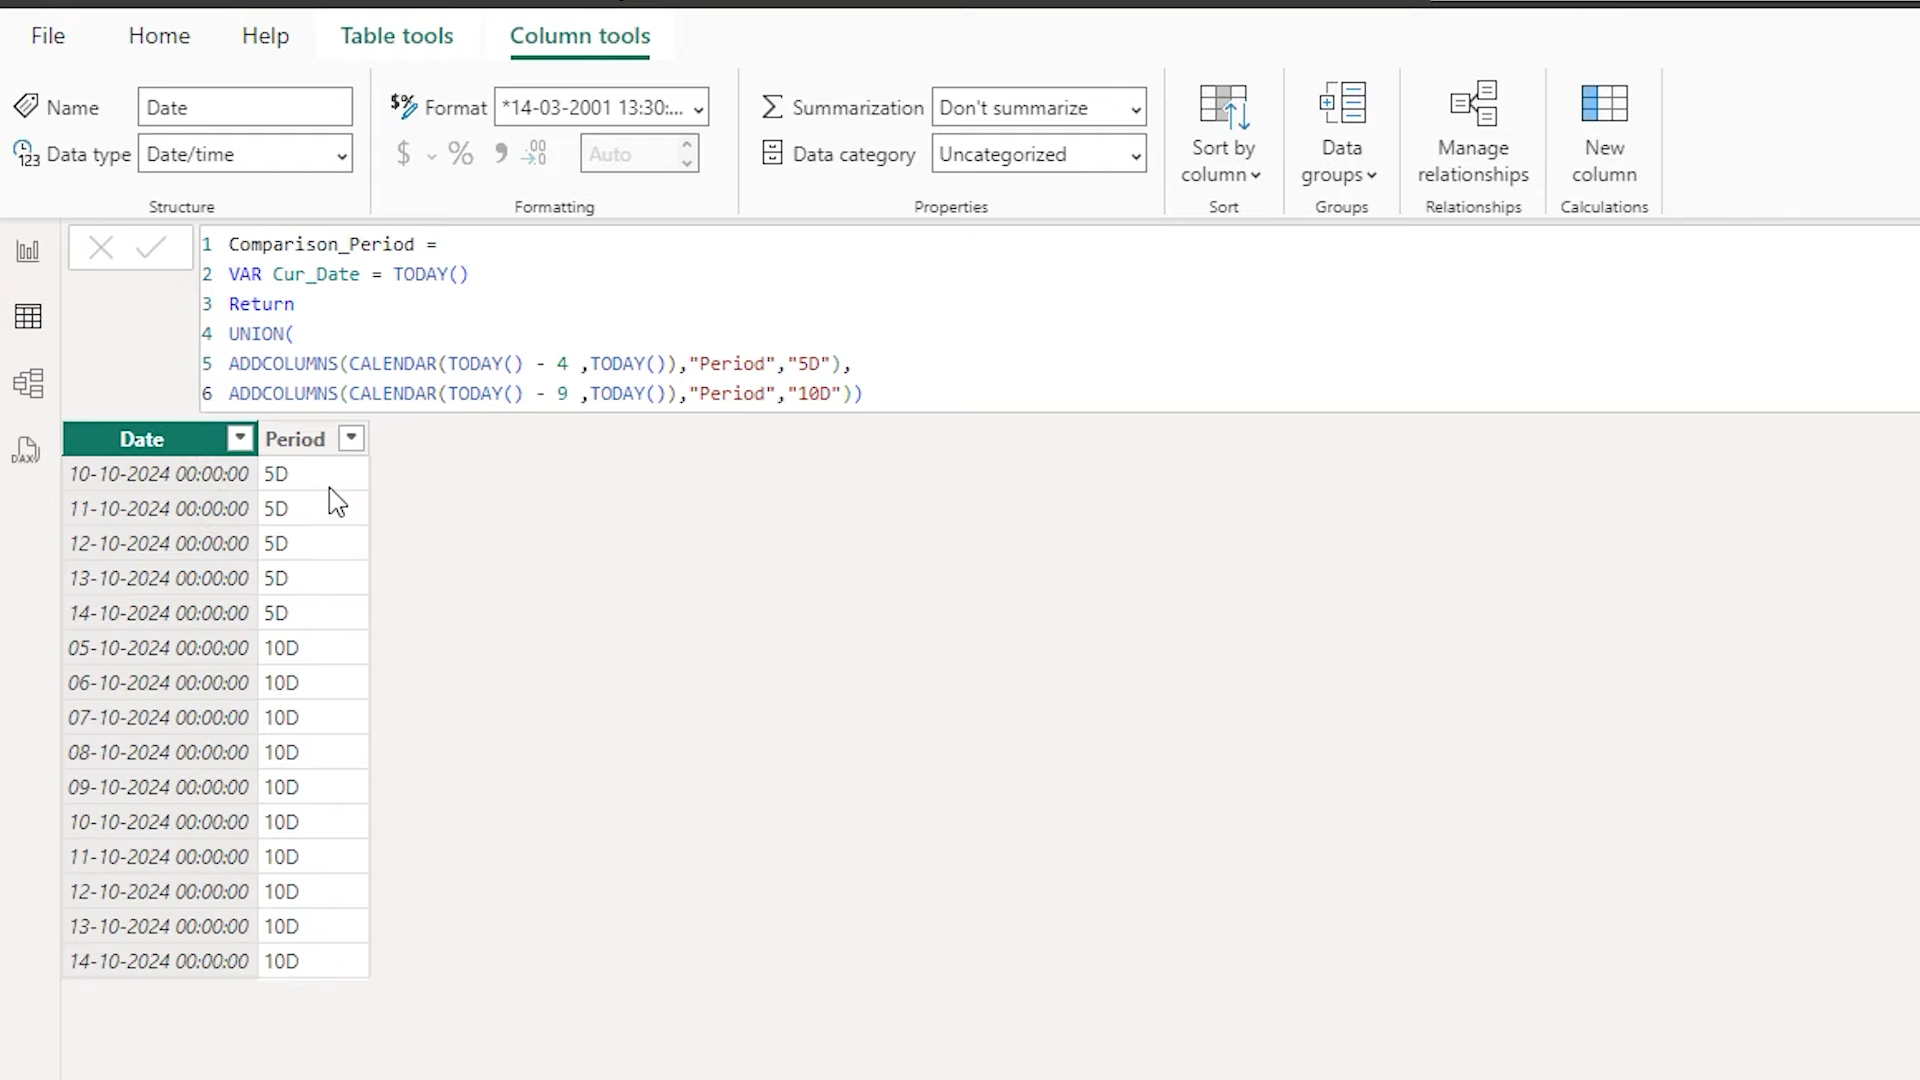 File Home Help Table tools Column tools
Name Date
Data type Date/time
Structure
Format *14-03-2001 13:30:...
$ % 9 .00 Auto
Formatting
Summarization Don't summarize
Data category Uncategorized
Properties
Sort by
column
Sort
Data
groups
Groups
Manage
relationships
Relationships
New
column
Calculations
1 Comparison_Period =
2 VAR Cur_Date = TODAY()
3 Return
4 UNION(
5 ADDCOLUMNS(CALENDAR(TODAY() - 4 ,TODAY()),"Period","5D"),
6 ADDCOLUMNS(CALENDAR(TODAY() - 9 ,TODAY()),"Period","10D"))
DAX
Date Period
10-10-2024 00:00:00 5D
11-10-2024 00:00:00 5D
12-10-2024 00:00:00 5D
13-10-2024 00:00:00 5D
14-10-2024 00:00:00 5D
05-10-2024 00:00:00 10D
06-10-2024 00:00:00 10D
07-10-2024 00:00:00 10D
08-10-2024 00:00:00 10D
09-10-2024 00:00:00 10D
10-10-2024 00:00:00 10D
11-10-2024 00:00:00 10D
12-10-2024 00:00:00 10D
13-10-2024 00:00:00 10D
14-10-2024 00:00:00 10D